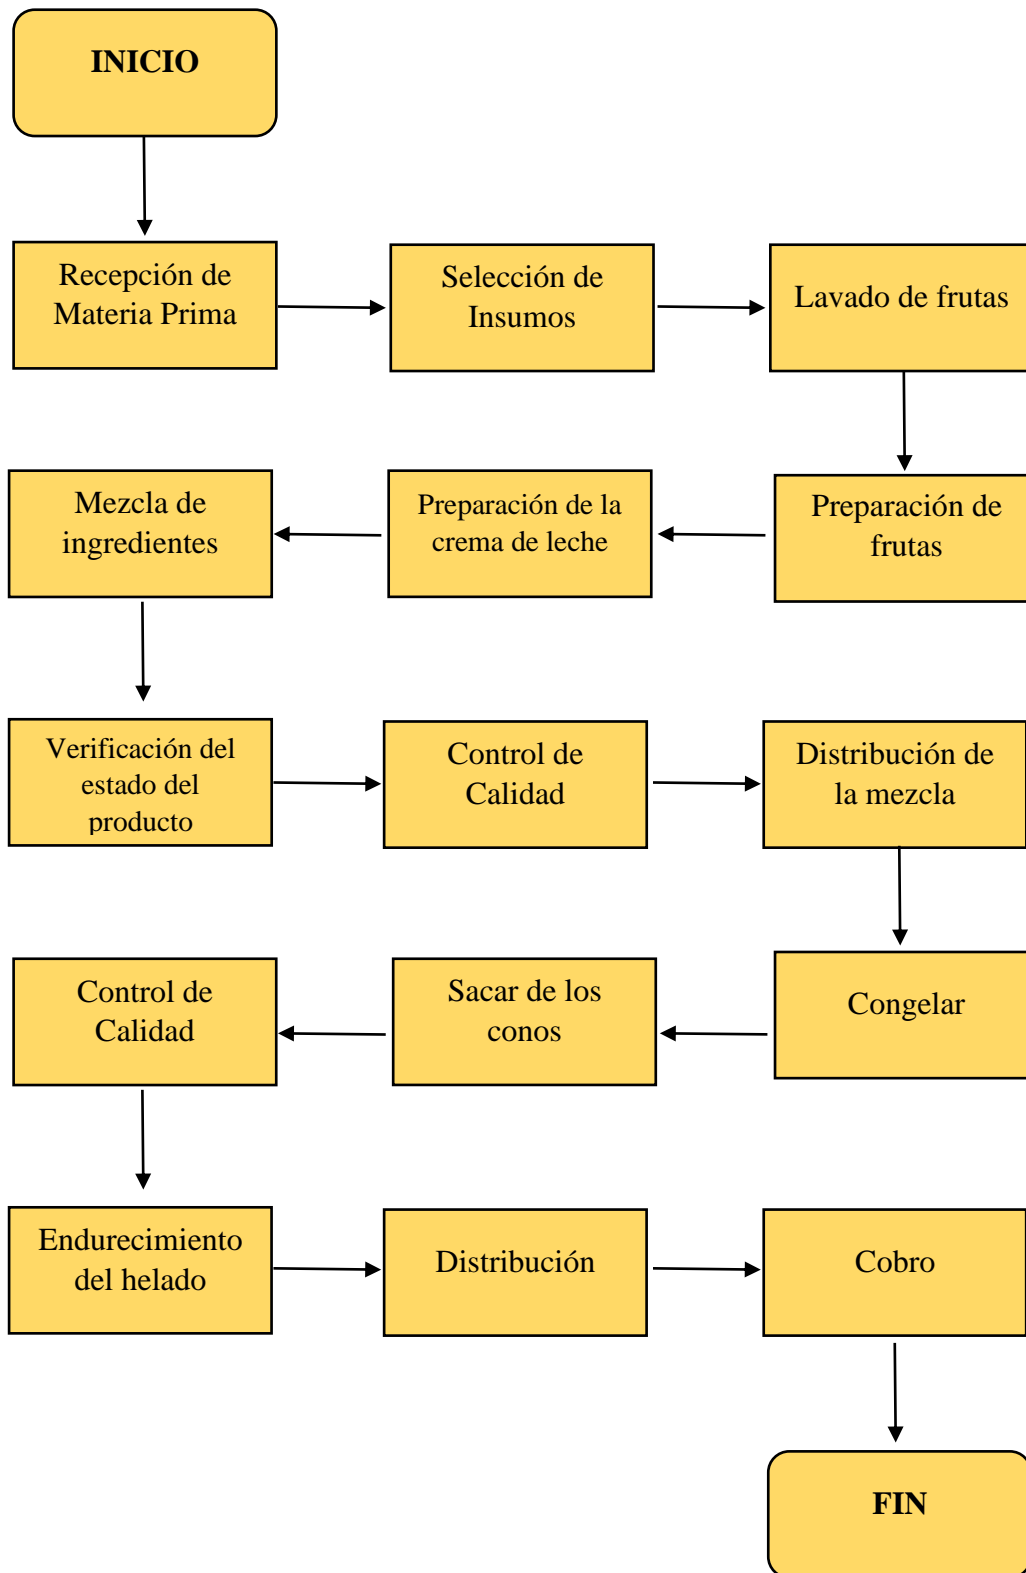 INICIO
Recepción de
Materia Prima
Selección de
Insumos
Lavado de frutas
Preparación de
frutas
Preparación de la
crema de leche
Mezcla de
ingredientes
Verificación del
estado del
producto
Control de
Calidad
Distribución de
la mezcla
Congelar
Sacar de los
conos
Control de
Calidad
Endurecimiento
del helado
Distribución
Cobro
FIN